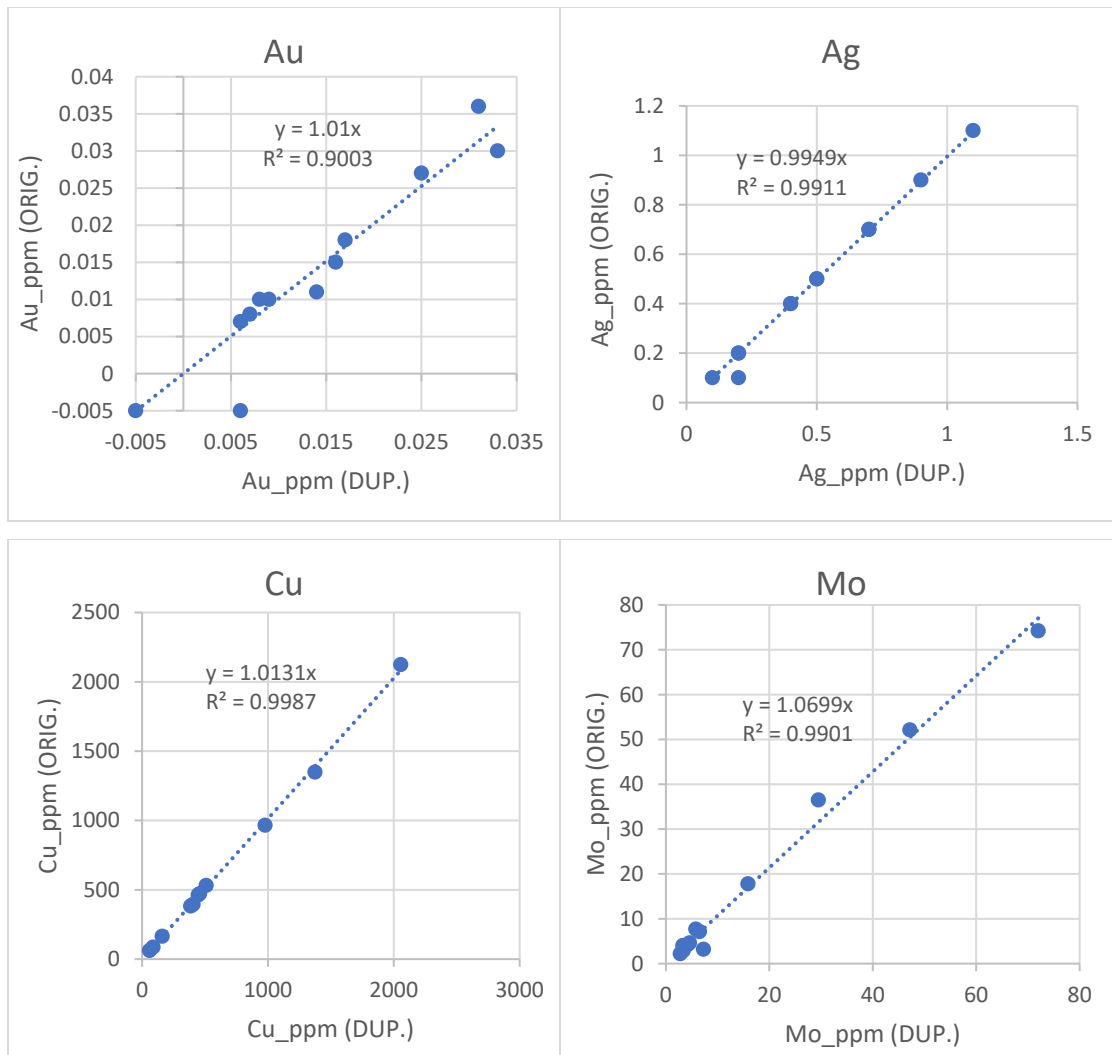 Au
0.04
0.035
0.03
0.025
0.02
0.015
0.01
0.005
0
-0.005
-0.005 0.005 0.015 0.025 0.035
Au_ppm (ORIG.)
Au_ppm (DUP.)
y = 1.01x
R² = 0.9003
Ag
1.2
1
0.8
0.6
0.4
0.2
0
0 0.5 1 1.5
Ag_ppm (ORIG.)
Ag_ppm (DUP.)
y = 0.9949x
R² = 0.9911
Cu
2500
2000
1500
1000
500
0
0 1000 2000 3000
Cu_ppm (ORIG.)
Cu_ppm (DUP.)
y = 1.0131x
R² = 0.9987
Mo
80
70
60
50
40
30
20
10
0
0 20 40 60 80
Mo_ppm (ORIG.)
Mo_ppm (DUP.)
y = 1.0699x
R² = 0.9901